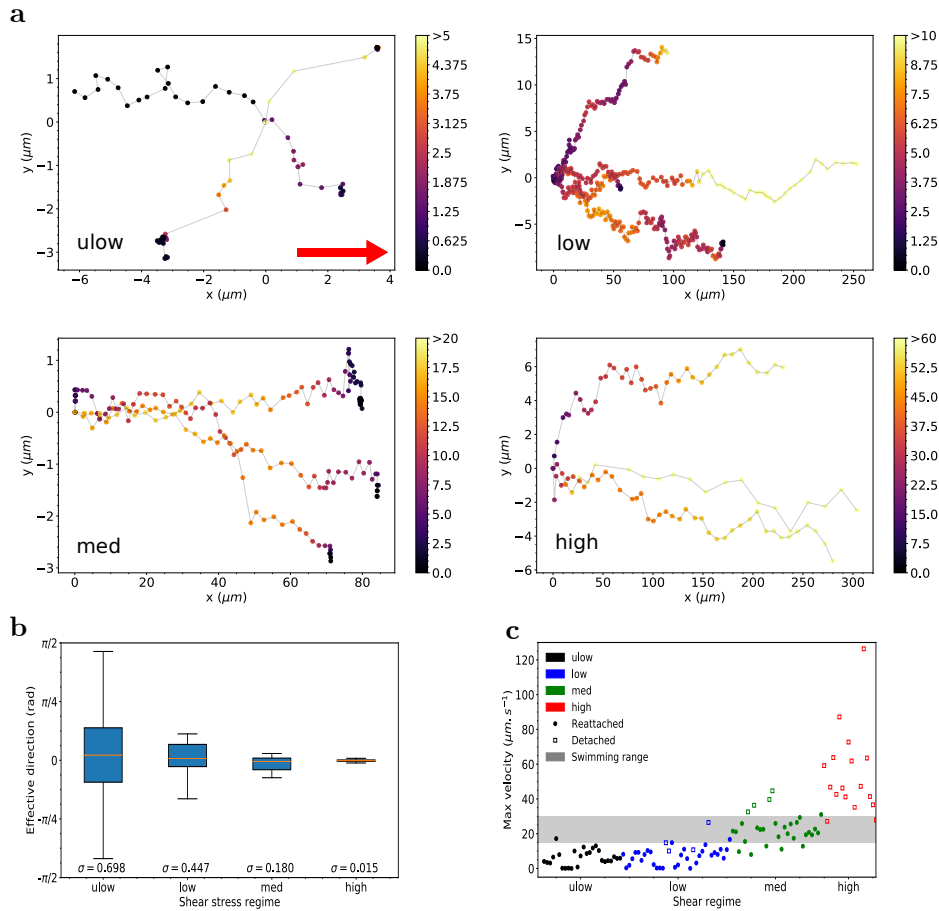 a
y (μm)
1
0
−1
−2
−3
ulow
−6 −4 −2 0 2 4
x (μm)
>5
4.375
3.75
3.125
2.5
1.875
1.25
0.625
0.0
y (μm)
15
10
5
0
−5
low
0 50 100 150 200 250
x (μm)
>10
8.75
7.5
6.25
5.0
3.75
2.5
1.25
0.0
y (μm)
1
0
−1
−2
−3
med
0 20 40 60 80
x (μm)
>20
17.5
15.0
12.5
10.0
7.5
5.0
2.5
0.0
y (μm)
6
4
2
0
−2
−4
−6
high
0 50 100 150 200 250 300
x (μm)
>60
52.5
45.0
37.5
30.0
22.5
15.0
7.5
0.0
b
Effective direction (rad)
π/2
π/4
0
-π/4
-π/2
σ = 0.698 σ = 0.447 σ = 0.180 σ = 0.015
ulow low med high
Shear stress regime
c
Max velocity (μm.s⁻¹)
120
100
80
60
40
20
0
ulow
low
med
high
Reattached
Detached
Swimming range
ulow low med high
Shear regime